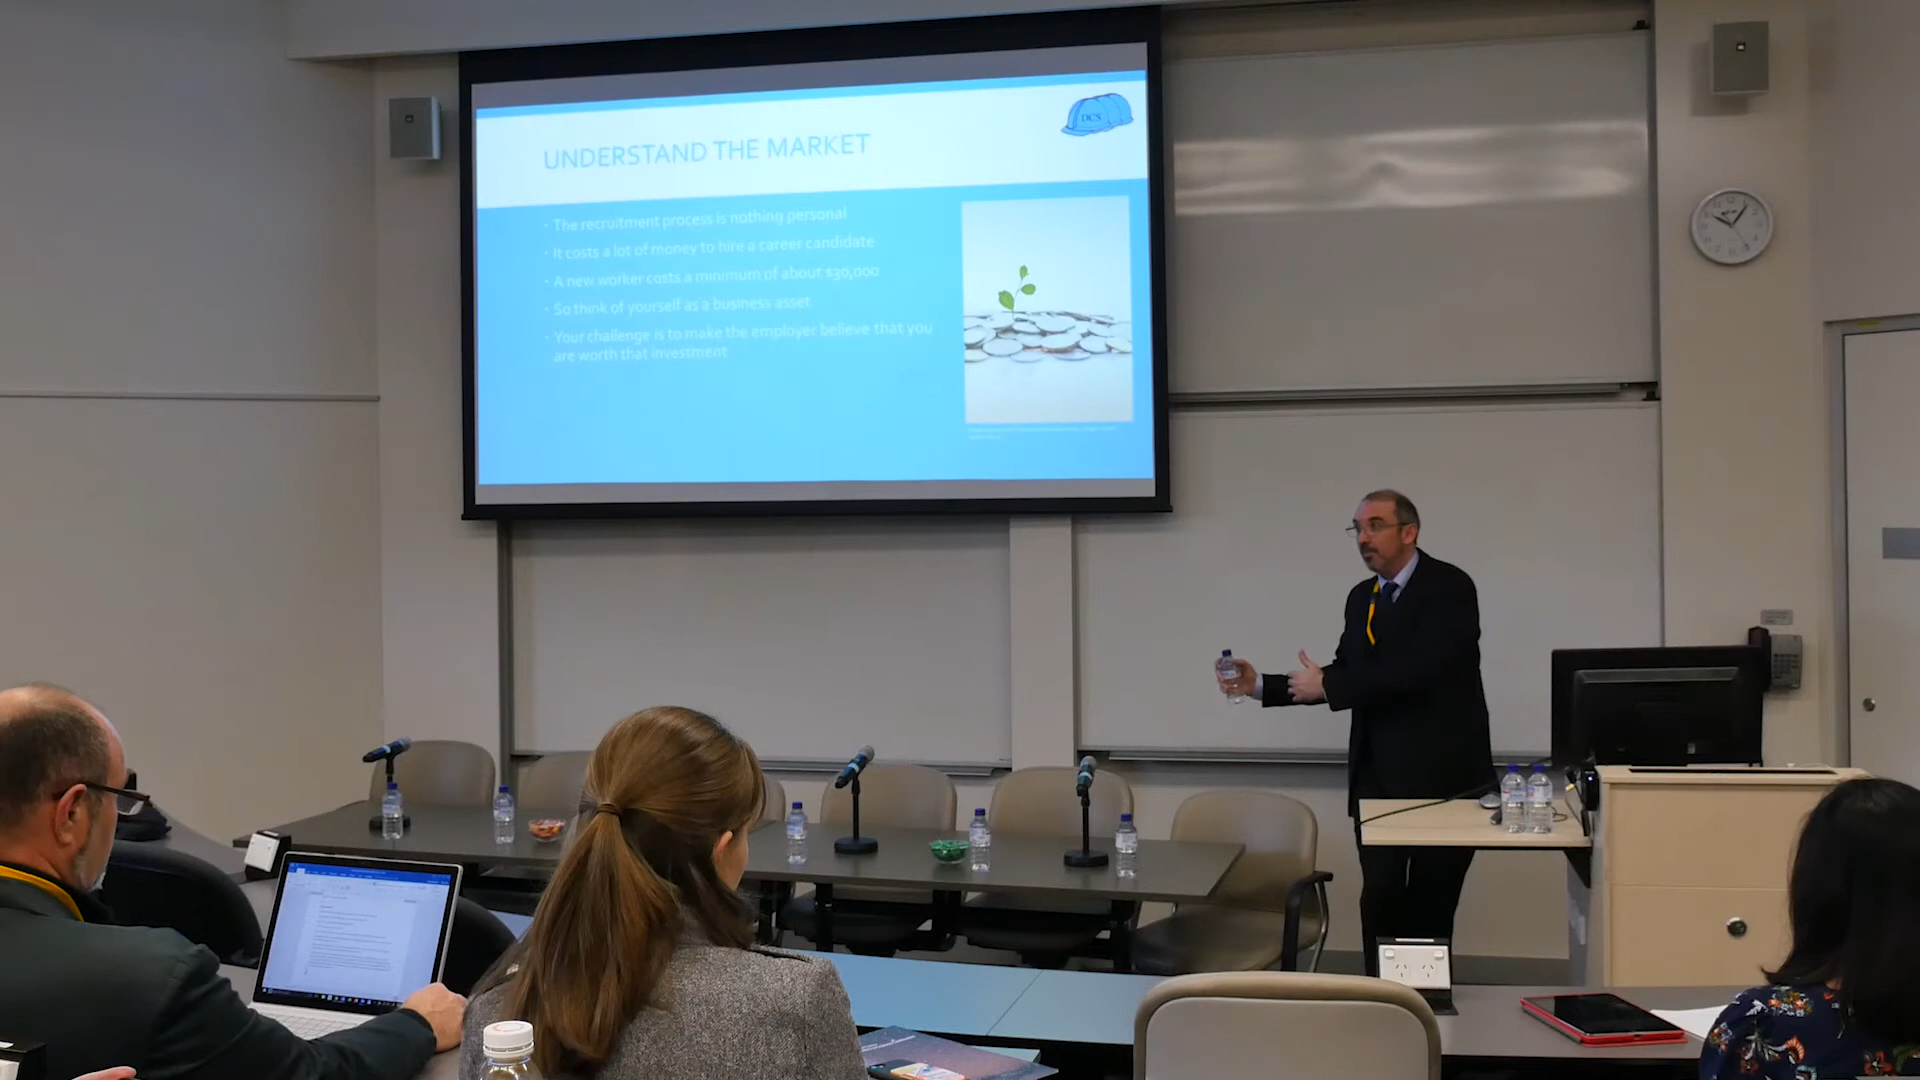 DCS
UNDERSTAND THE MARKET
· The recruitment process is nothing personal
· It costs a lot of money to hire a career candidate
· A new worker costs a minimum of about $30,000
· So think of yourself as a business asset
· Your challenge is to make the employer believe that you
are worth that investment